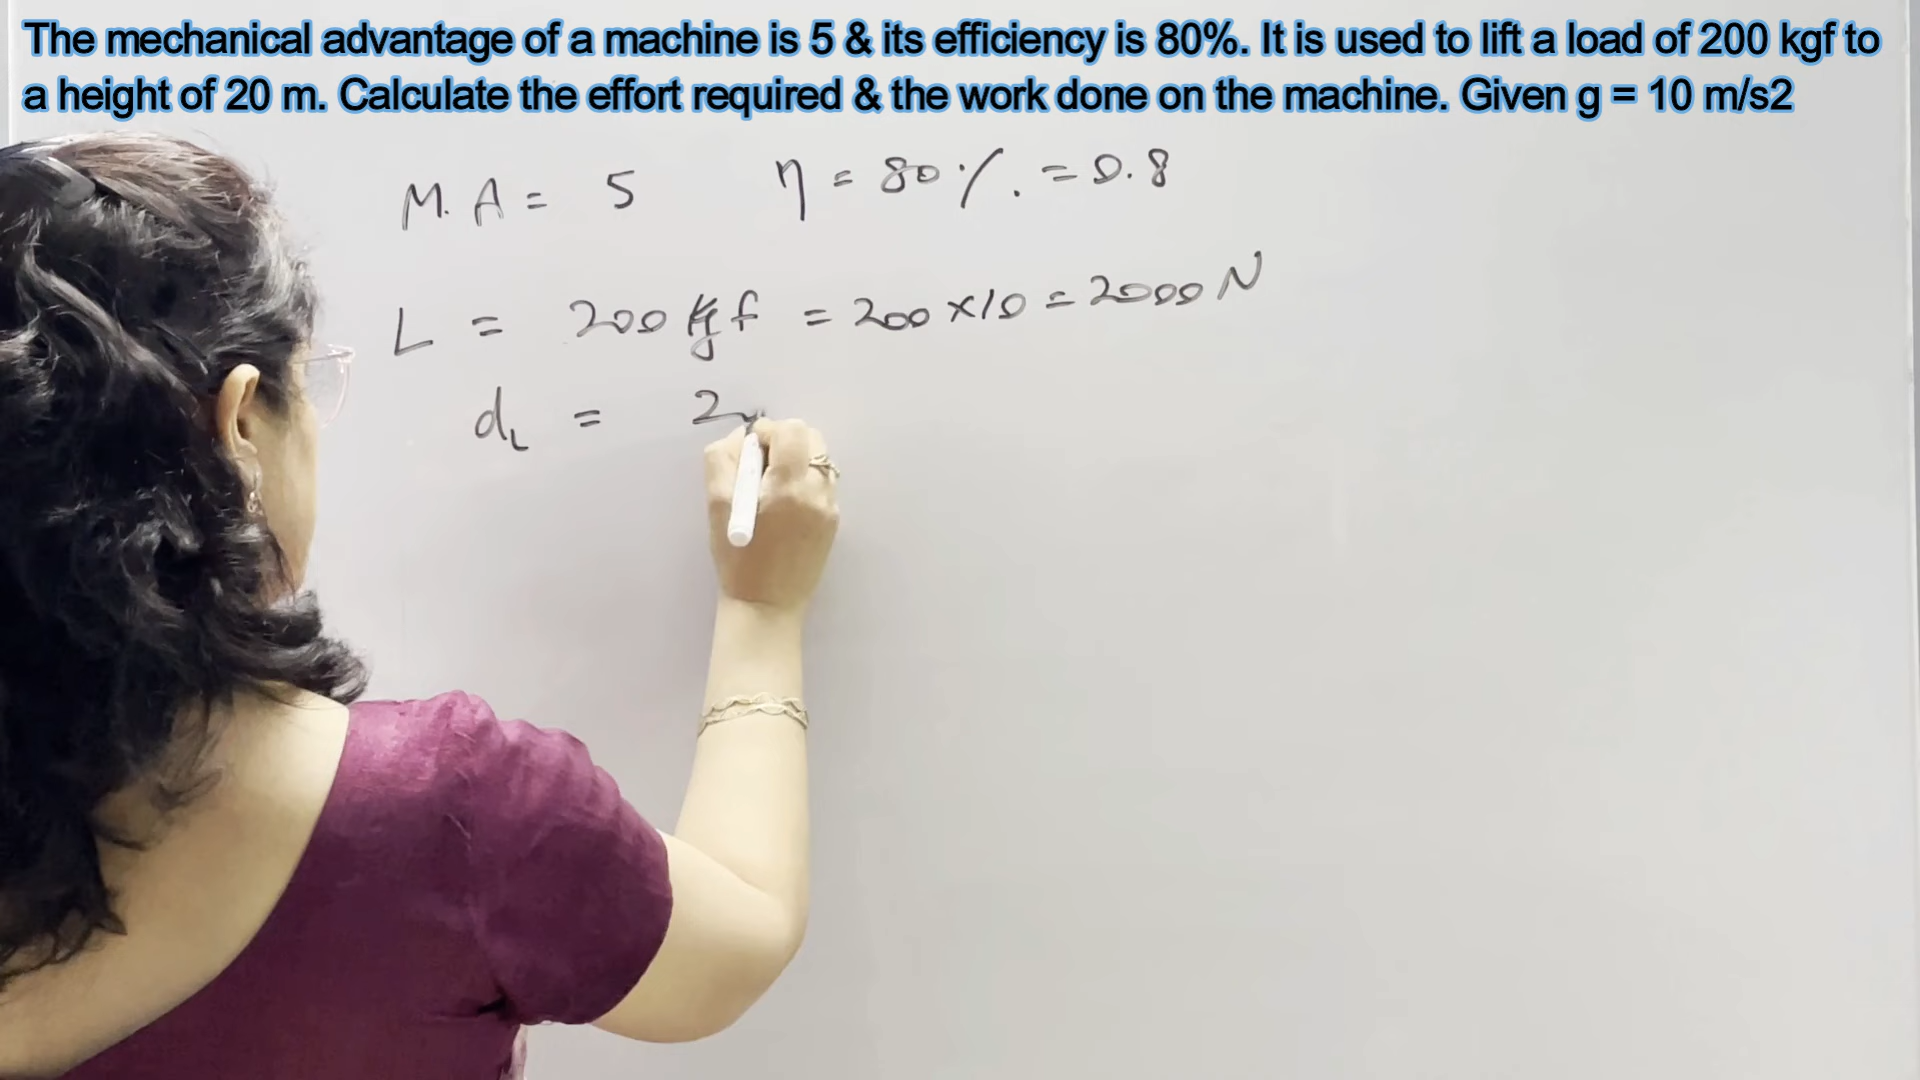 The mechanical advantage of a machine is 5 & its efficiency is 80%. It is used to lift a load of 200 kgf to
a height of 20 m. Calculate the effort required & the work done on the machine. Given g = 10 m/s2
M.A = 5 η = 80%. = 0.8
L = 200 kgf = 200 x 10 = 2000 N
dL = 2